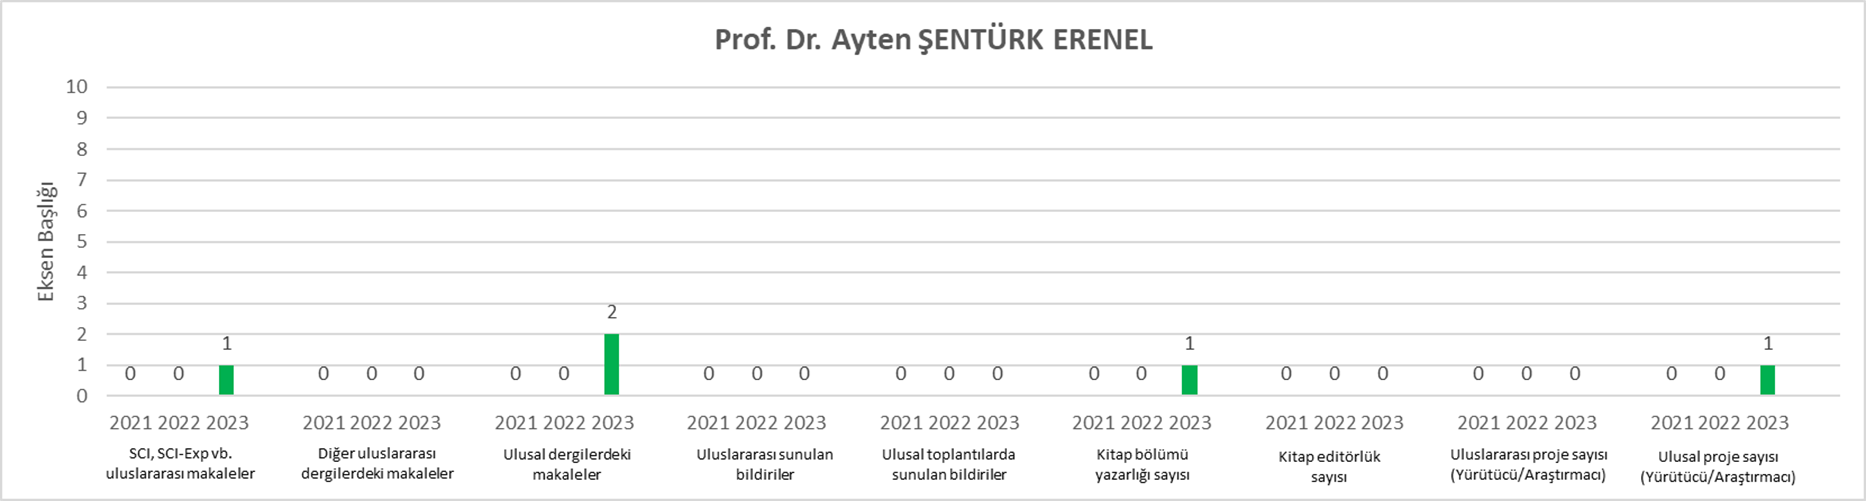 Prof. Dr. Ayten ŞENTÜRK ERENEL
Eksen Başlığı
10
9
8
7
6
5
4
3
2
1
0
0 0 1
0 0 0
0 0 2
0 0 0
0 0 0
0 0 1
0 0 0
0 0 0
0 0 1
2021 2022 2023 2021 2022 2023 2021 2022 2023 2021 2022 2023 2021 2022 2023 2021 2022 2023 2021 2022 2023 2021 2022 2023 2021 2022 2023
SCI, SCI-Exp vb.
uluslararası makaleler
Diğer uluslararası
dergilerdeki makaleler
Ulusal dergilerdeki
makaleler
Uluslararası sunulan
bildiriler
Ulusal toplantılarda
sunulan bildiriler
Kitap bölümü
yazarlığı sayısı
Kitap editörlük
sayısı
Uluslararası proje sayısı
(Yürütücü/Araştırmacı)
Ulusal proje sayısı
(Yürütücü/Araştırmacı)